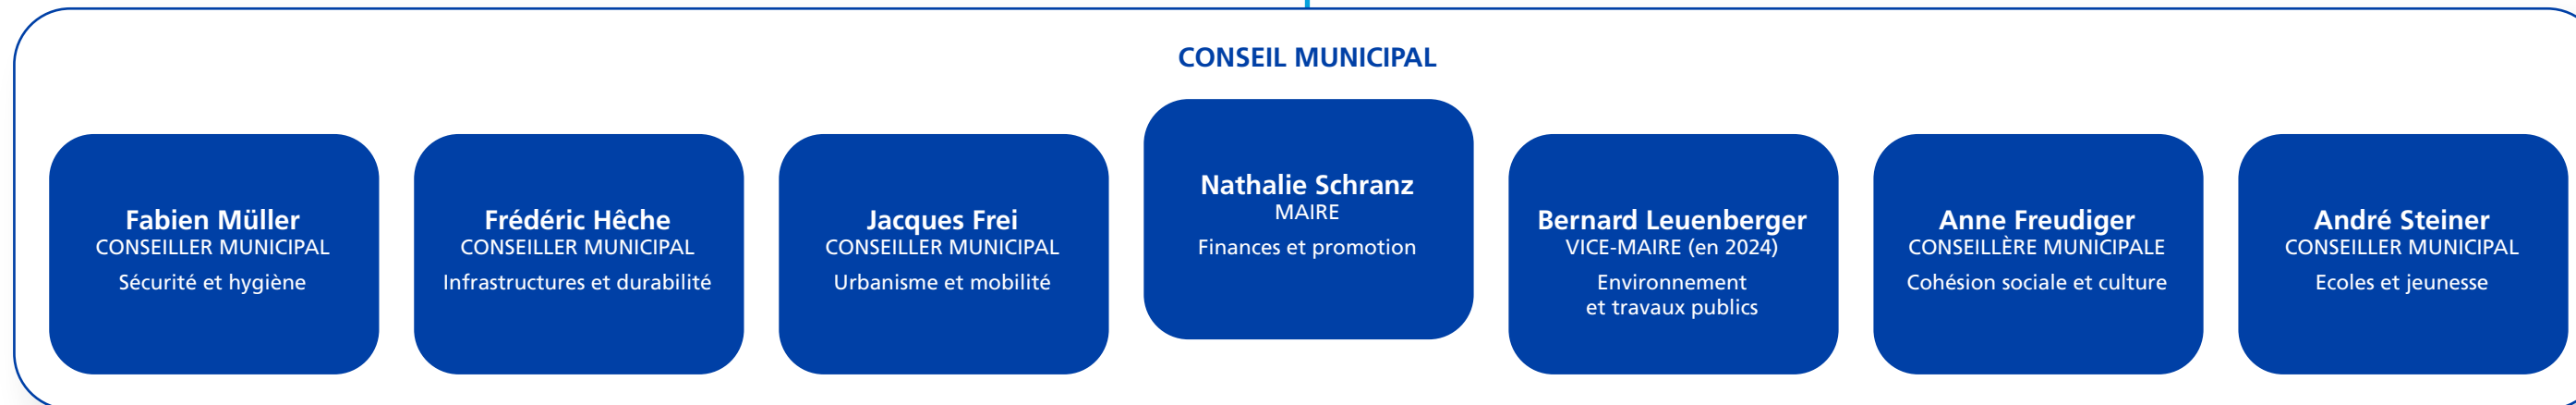 CONSEIL MUNICIPAL
Fabien Müller
CONSEILLER MUNICIPAL
Sécurité et hygiène
Frédéric Hêche
CONSEILLER MUNICIPAL
Infrastructures et durabilité
Jacques Frei
CONSEILLER MUNICIPAL
Urbanisme et mobilité
Nathalie Schranz
MAIRE
Finances et promotion
Bernard Leuenberger
VICE-MAIRE (en 2024)
Environnement
et travaux publics
Anne Freudiger
CONSEILLÈRE MUNICIPALE
Cohésion sociale et culture
André Steiner
CONSEILLER MUNICIPAL
Ecoles et jeunesse